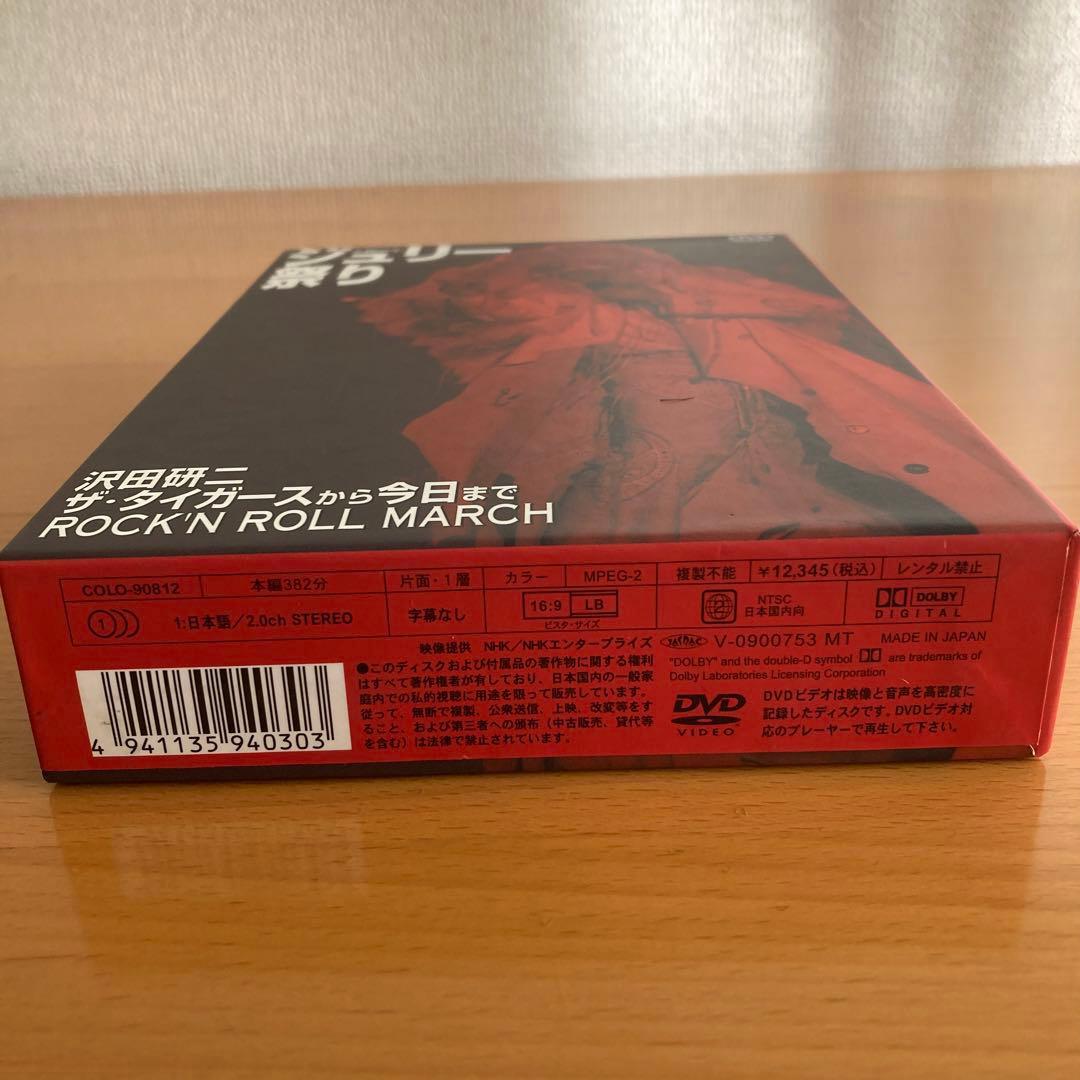 ジュリー
祭り
沢田研二
ザ・タイガースから今日まで
ROCK'N ROLL MARCH
COLO-90812 本編382分 片面・1層 カラー MPEG-2 複製不能 ¥12,345(税込) レンタル禁止
1 1:日本語/2.0ch STEREO 字幕なし 16:9 LB ビスタ・サイズ 2 NTSC 日本国内向 DOLBY DIGITAL
映像提供 NHK/NHKエンタープライズ
V-0900753 MT MADE IN JAPAN
●このディスクおよび付属品の著作物に関する権利
はすべて著作権者が有しており、日本国内の一般家
庭内での私的視聴に用途を限って販売しています。
従って、無断で複製、公衆送信、上映、改変等をす
ること、および第三者への頒布(中古販売、貸代等
を含む)は法律で禁止されています。
"DOLBY" and the double-D symbol are trademarks of
Dolby Laboratories Licensing Corporation
DVD VIDEO
DVDビデオは映像と音声を高密度に
記録したディスクです。DVDビデオ対
応のプレーヤーで再生して下さい。
4 941135 940303